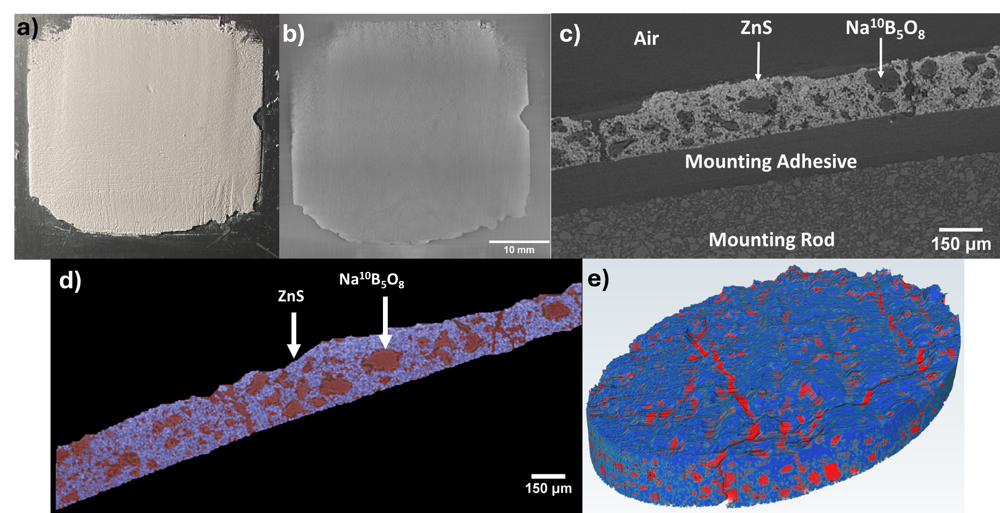 a)
b)
10 mm
c)
Air
ZnS
Na¹⁰B₅O₈
Mounting Adhesive
Mounting Rod
150 μm
d)
ZnS
Na¹⁰B₅O₈
150 μm
e)